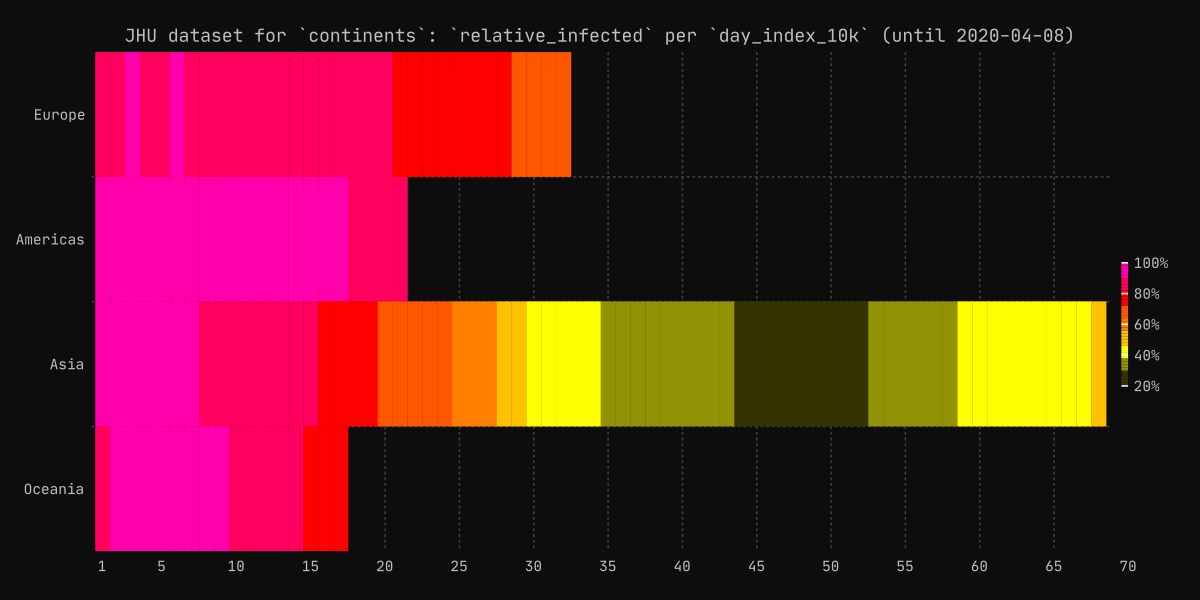 JHU dataset for `continents`: `relative_infected` per `day_index_10k` (until 2020-04-08)
Europe
Americas
Asia
Oceania
100%
80%
60%
40%
20%
1 5 10 15 20 25 30 35 40 45 50 55 60 65 70